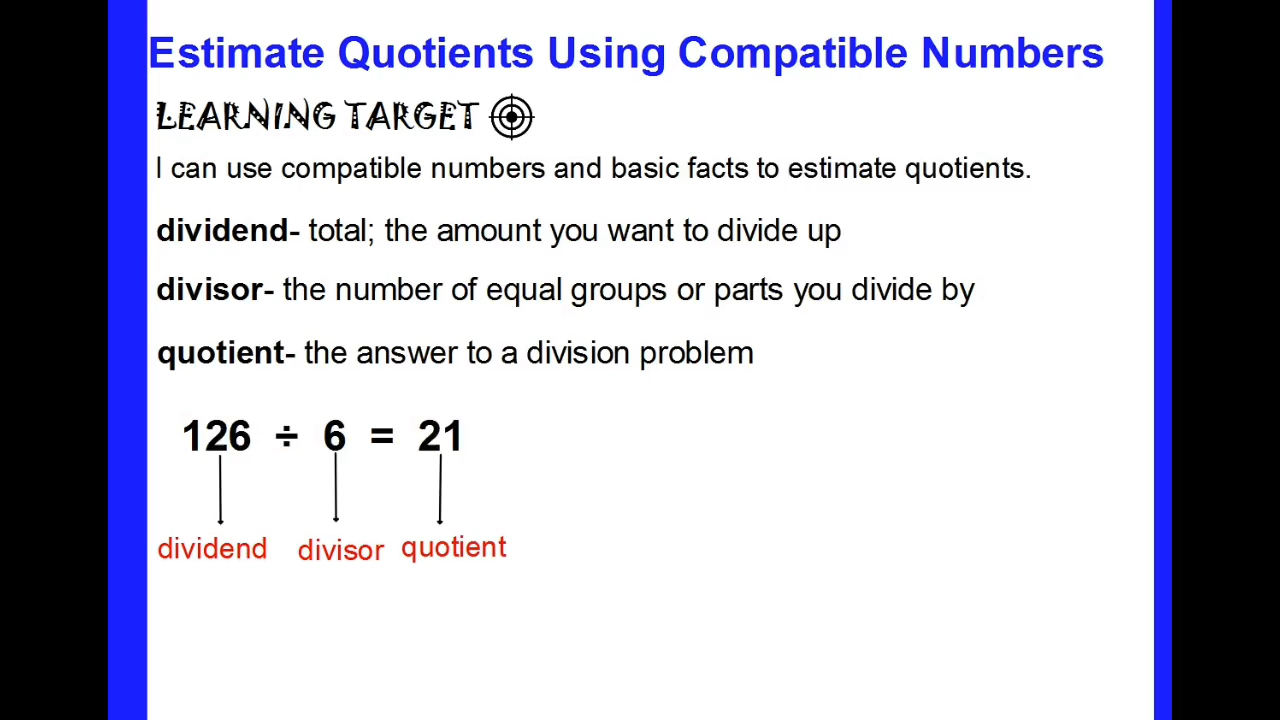 Estimate Quotients Using Compatible Numbers
LEARNING TARGET
I can use compatible numbers and basic facts to estimate quotients.
dividend- total; the amount you want to divide up
divisor- the number of equal groups or parts you divide by
quotient- the answer to a division problem
126 ÷ 6 = 21
dividend divisor quotient